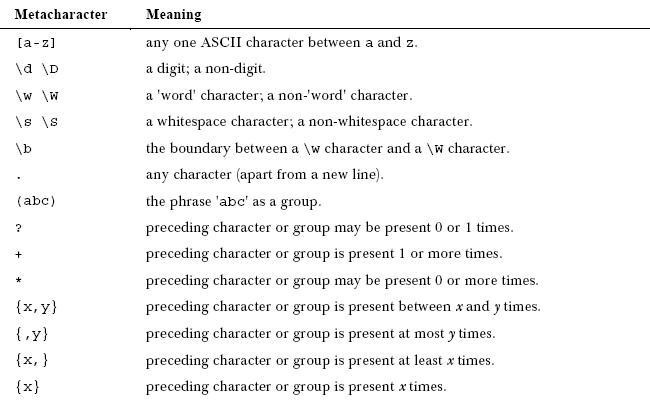 Metacharacter Meaning
[a-z] any one ASCII character between a and z.
\d \D a digit; a non-digit.
\w \W a 'word' character; a non-'word' character.
\s \S a whitespace character; a non-whitespace character.
\b the boundary between a \w character and a \W character.
. any character (apart from a new line).
(abc) the phrase 'abc' as a group.
? preceding character or group may be present 0 or 1 times.
+ preceding character or group is present 1 or more times.
* preceding character or group may be present 0 or more times.
{x,y} preceding character or group is present between x and y times.
{,y} preceding character or group is present at most y times.
{x,} preceding character or group is present at least x times.
{x} preceding character or group is present x times.